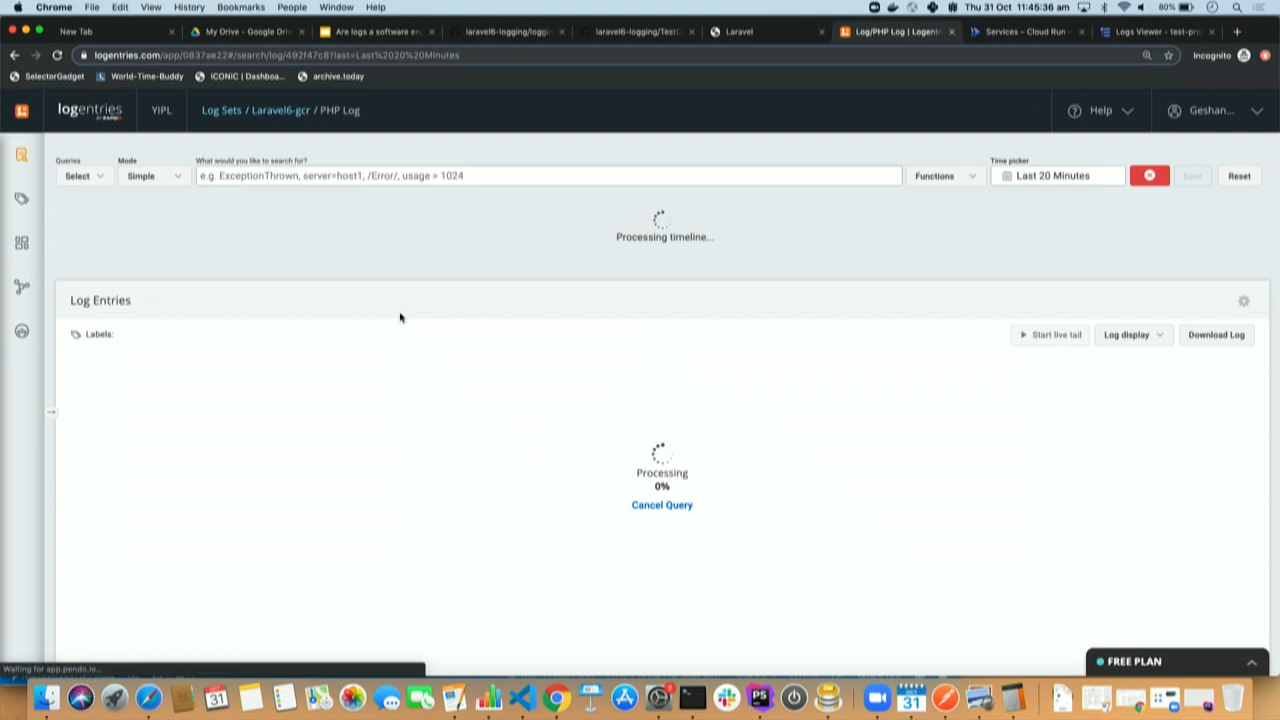 Chrome File Edit View History Bookmarks People Window Help 60% Thu 31 Oct 11:45:36 am
New Tab My Drive - Google Driv Are logs a software en laravel6-logging/loggin laravel6-logging/TestC Laravel Log/PHP Log | Logentri Services – Cloud Run – Logs Viewer - test-pro
logentries.com/app/0837ae22#/search/log/492f47c8?last=Last%2020%20Minutes Incognito
SelectorGadget World-Time-Buddy ICONIC | Dashboa... archive.today
logentries YIPL Log Sets / Laravel6-gcr / PHP Log Help Geshan...
Queries Mode What would you like to search for? Time picker
Select Simple e.g. ExceptionThrown, server=host1, /Error/, usage > 1024 Functions Last 20 Minutes Save Reset
Processing timeline...
Log Entries
Labels: Start live tail Log display Download Log
Processing
0%
Cancel Query
FREE PLAN
Waiting for app.pendo.io...